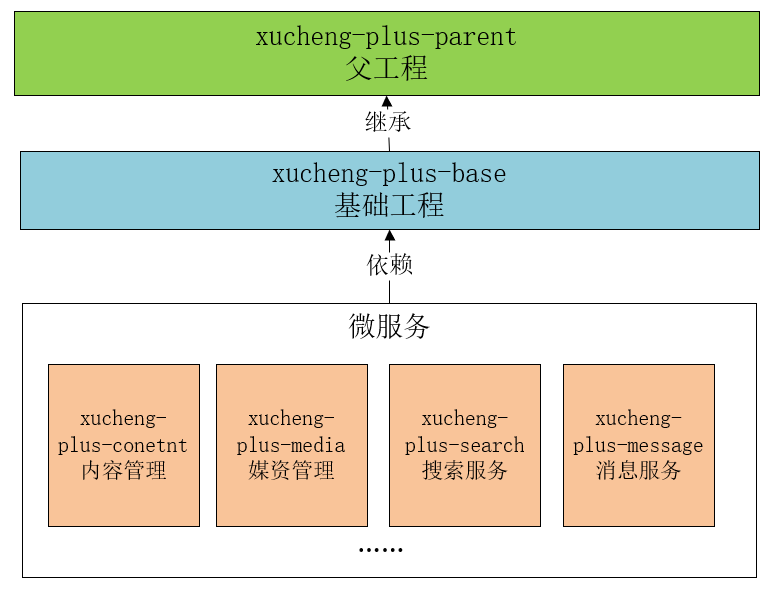 xucheng-plus-parent
父工程
继承
xucheng-plus-base
基础工程
依赖
微服务
xucheng-
plus-conetnt
内容管理
xucheng-
plus-media
媒资管理
xucheng-
plus-search
搜索服务
xucheng-
plus-message
消息服务
……